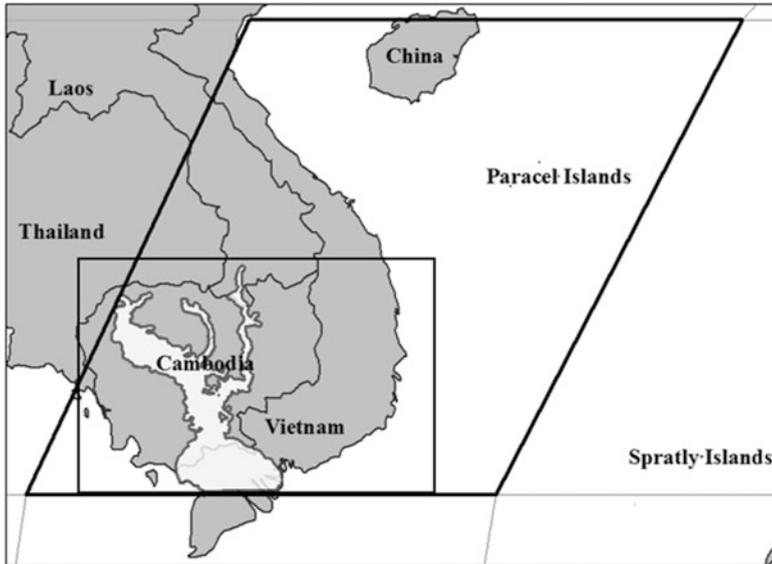 China
Laos
Paracel Islands
Thailand
Cambodia
Vietnam
Spratly Islands